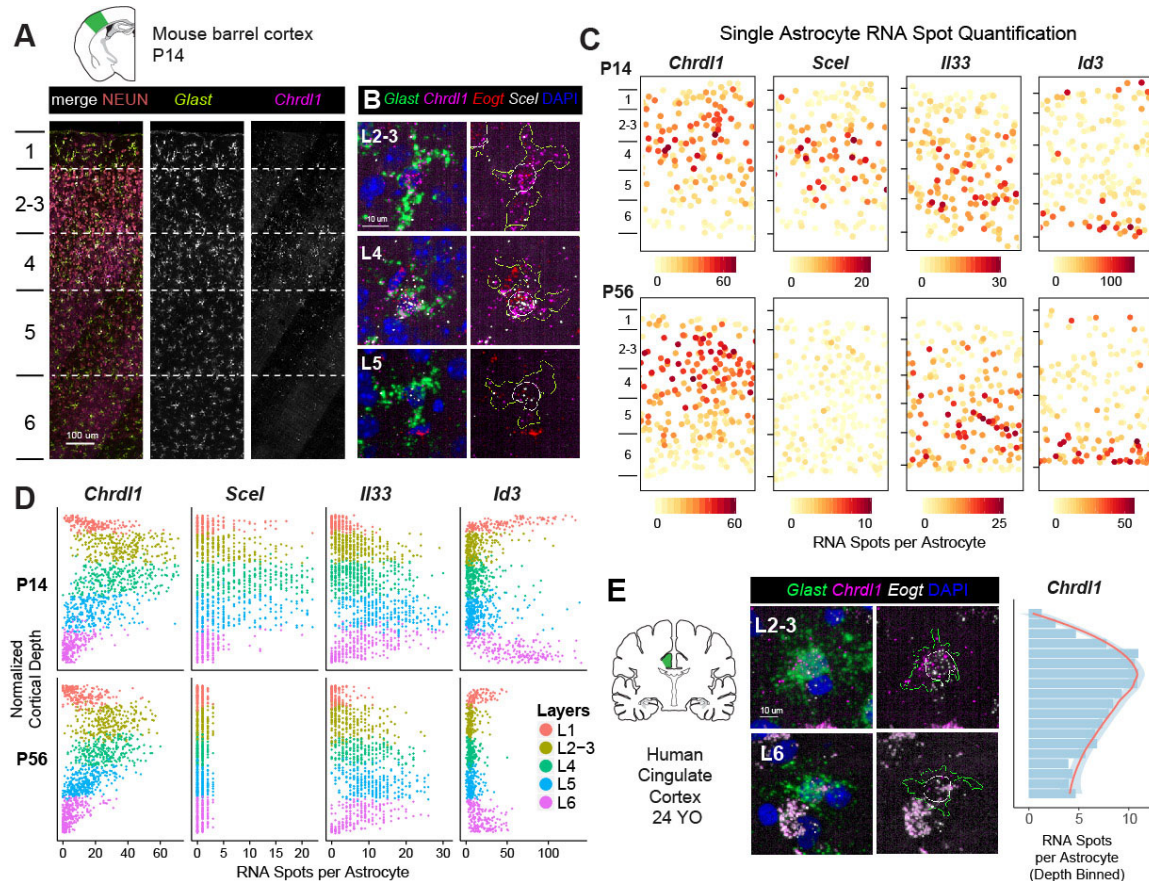 A
Mouse barrel cortex
P14
merge NEUN
Glast
Chrdl1
1
2-3
4
5
6
100 um
B
Glast Chrdl1 Eogt Scel DAPI
L2-3
10 um
L4
L5
C
Single Astrocyte RNA Spot Quantification
P14
Chrdl1
Scel
Il33
Id3
1
2-3
4
5
6
0 60
0 20
0 30
0 100
P56
1
2-3
4
5
6
0 60
0 10
0 25
0 50
RNA Spots per Astrocyte
D
Chrdl1
Scel
Il33
Id3
P14
Normalized
Cortical Depth
P56
Layers
L1
L2-3
L4
L5
L6
0 20 40 60
0 5 10 15 20
0 5 10 15 20 25 30
0 50 100
RNA Spots per Astrocyte
E
Glast Chrdl1 Eogt DAPI
L2-3
10 um
L6
Human
Cingulate
Cortex
24 YO
Chrdl1
0 5 10
RNA Spots
per Astrocyte
(Depth Binned)